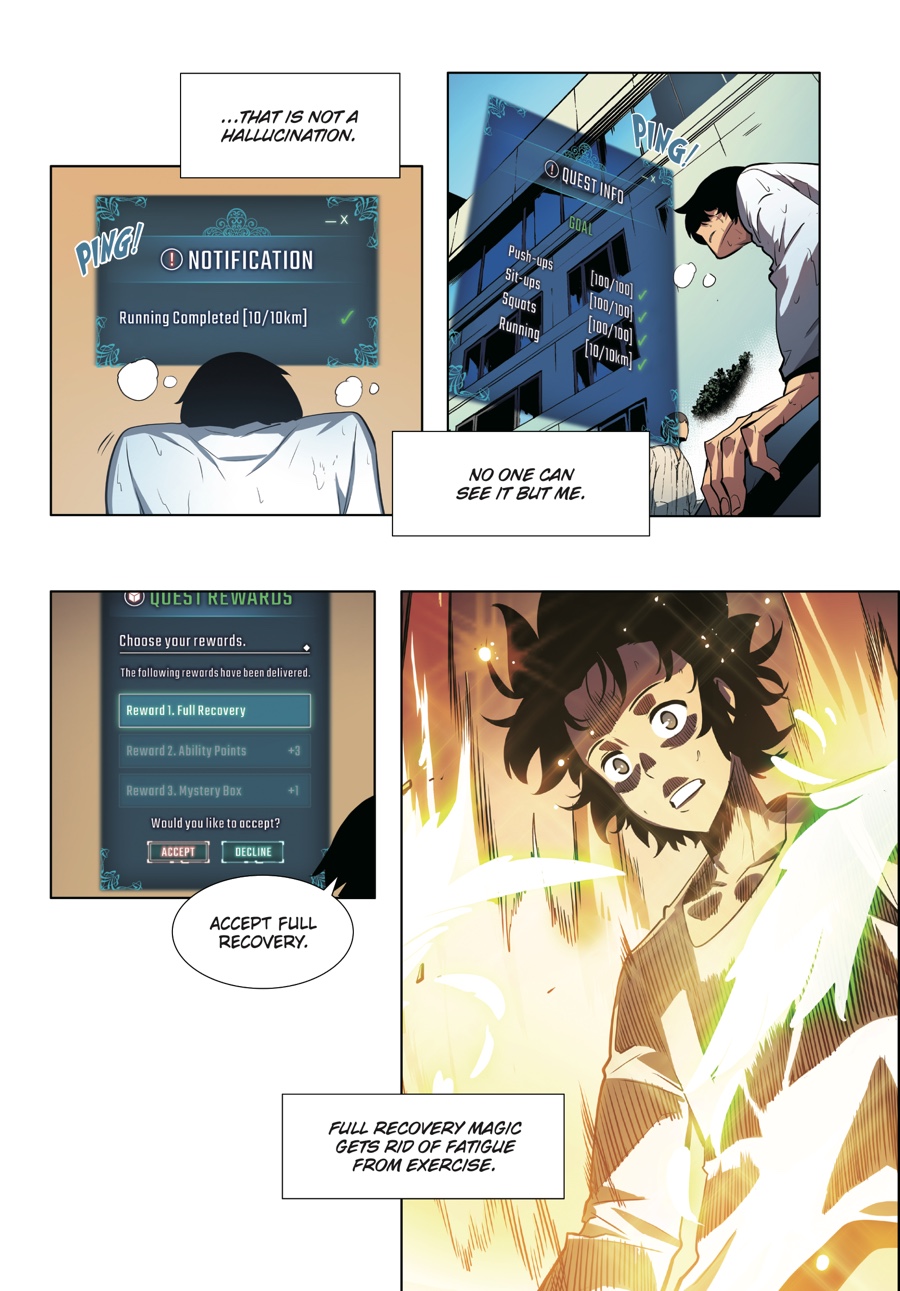 ...THAT IS NOT A
HALLUCINATION.
PING!
— X
! NOTIFICATION
Running Completed [10/10km] ✓
PING!
— X
! QUEST INFO
GOAL
Push-ups [100/100] ✓
Sit-ups [100/100] ✓
Squats [100/100] ✓
Running [10/10km] ✓
NO ONE CAN
SEE IT BUT ME.
QUEST REWARDS
Choose your rewards.
The following rewards have been delivered.
Reward 1. Full Recovery
Reward 2. Ability Points +3
Reward 3. Mystery Box +1
Would you like to accept?
ACCEPT DECLINE
ACCEPT FULL
RECOVERY.
FULL RECOVERY MAGIC
GETS RID OF FATIGUE
FROM EXERCISE.